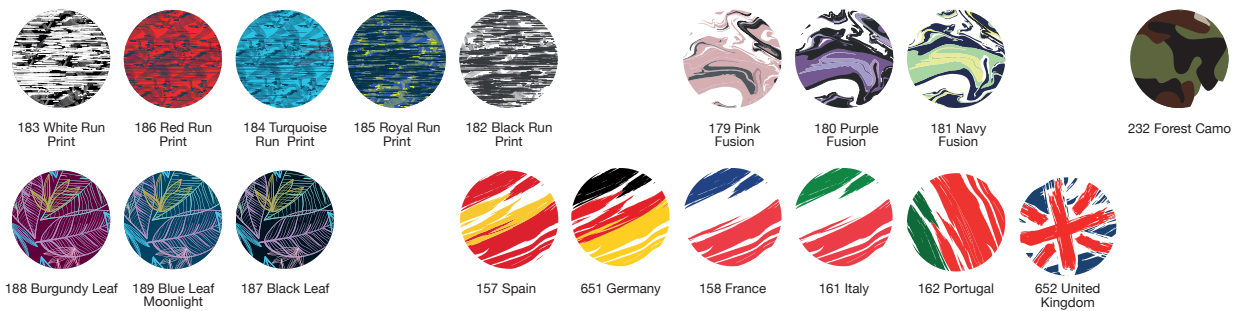 183 White Run
Print
186 Red Run
Print
184 Turquoise
Run Print
185 Royal Run
Print
182 Black Run
Print
179 Pink
Fusion
180 Purple
Fusion
181 Navy
Fusion
232 Forest Camo
188 Burgundy Leaf
189 Blue Leaf
Moonlight
187 Black Leaf
157 Spain
651 Germany
158 France
161 Italy
162 Portugal
652 United
Kingdom